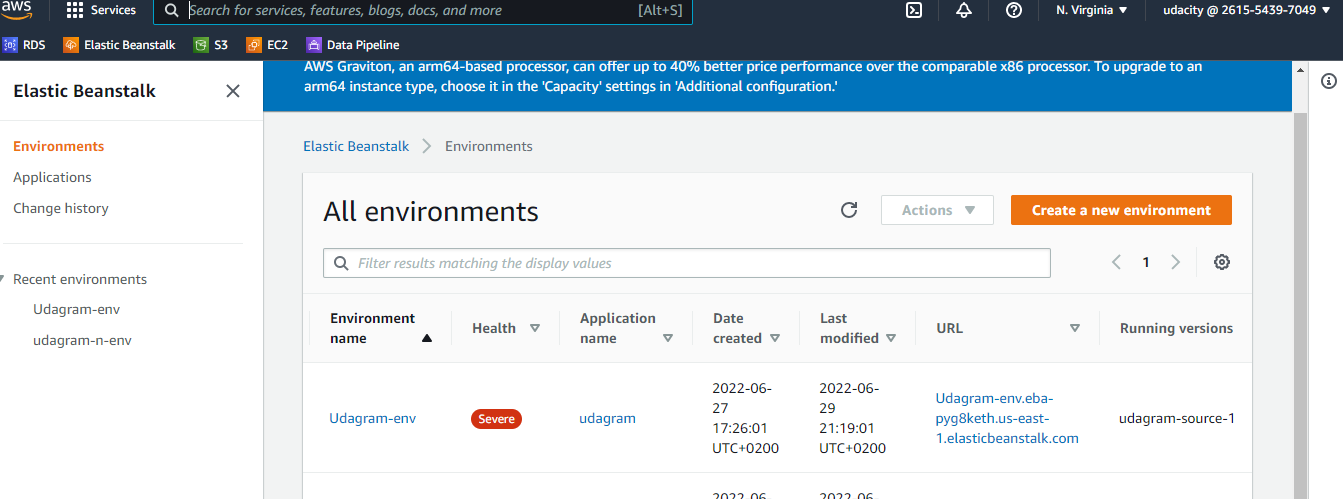 aws
Services
Search for services, features, blogs, docs, and more
[Alt+S]
N. Virginia
udacity @ 2615-5439-7049
RDS
Elastic Beanstalk
S3
EC2
Data Pipeline
Elastic Beanstalk
Environments
Applications
Change history
Recent environments
Udagram-env
udagram-n-env
AWS Graviton, an arm64-based processor, can offer up to 40% better price performance over the comparable x86 processor. To upgrade to an
arm64 instance type, choose it in the 'Capacity' settings in 'Additional configuration.'
Elastic Beanstalk
Environments
All environments
Actions
Create a new environment
Filter results matching the display values
1
Environment
name
Health
Application
name
Date
created
Last
modified
URL
Running versions
Udagram-env
Severe
udagram
2022-06-
27
17:26:01
UTC+0200
2022-06-
29
21:19:01
UTC+0200
Udagram-env.eba-
pyg8keth.us-east-
1.elasticbeanstalk.com
udagram-source-1
2022-06-
2022-06-